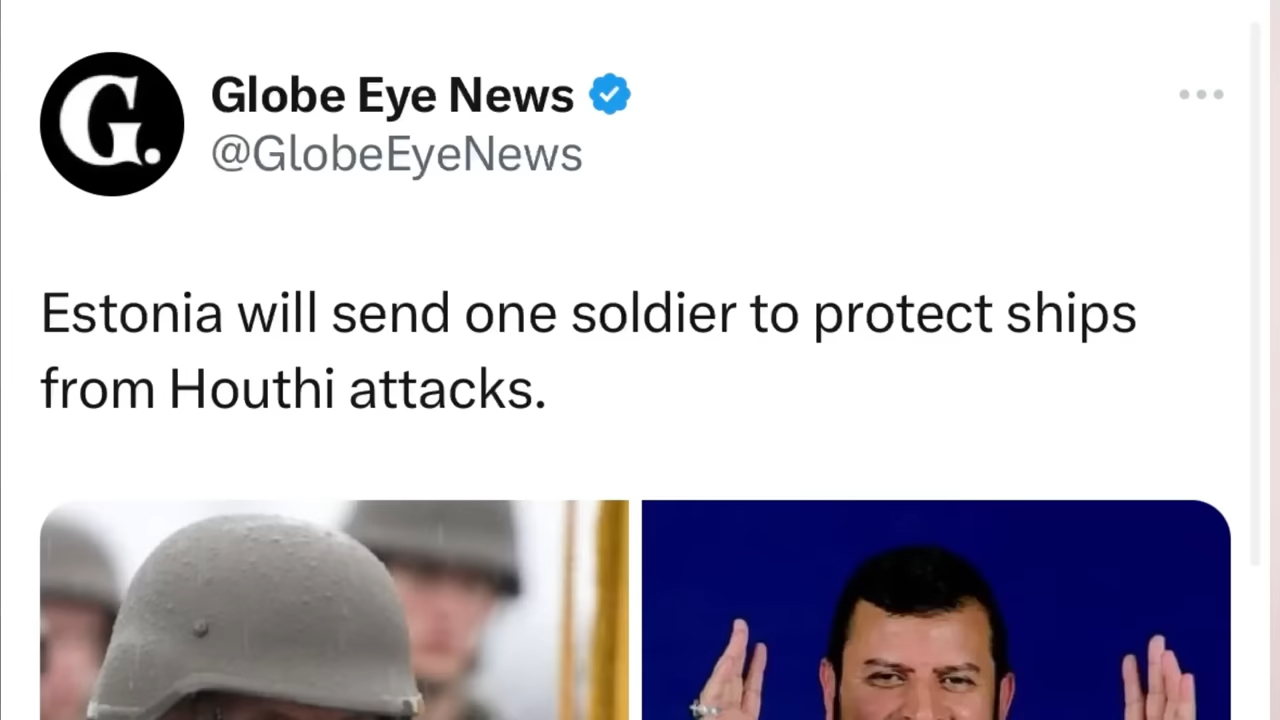 G.
Globe Eye News
@GlobeEyeNews
Estonia will send one soldier to protect ships
from Houthi attacks.